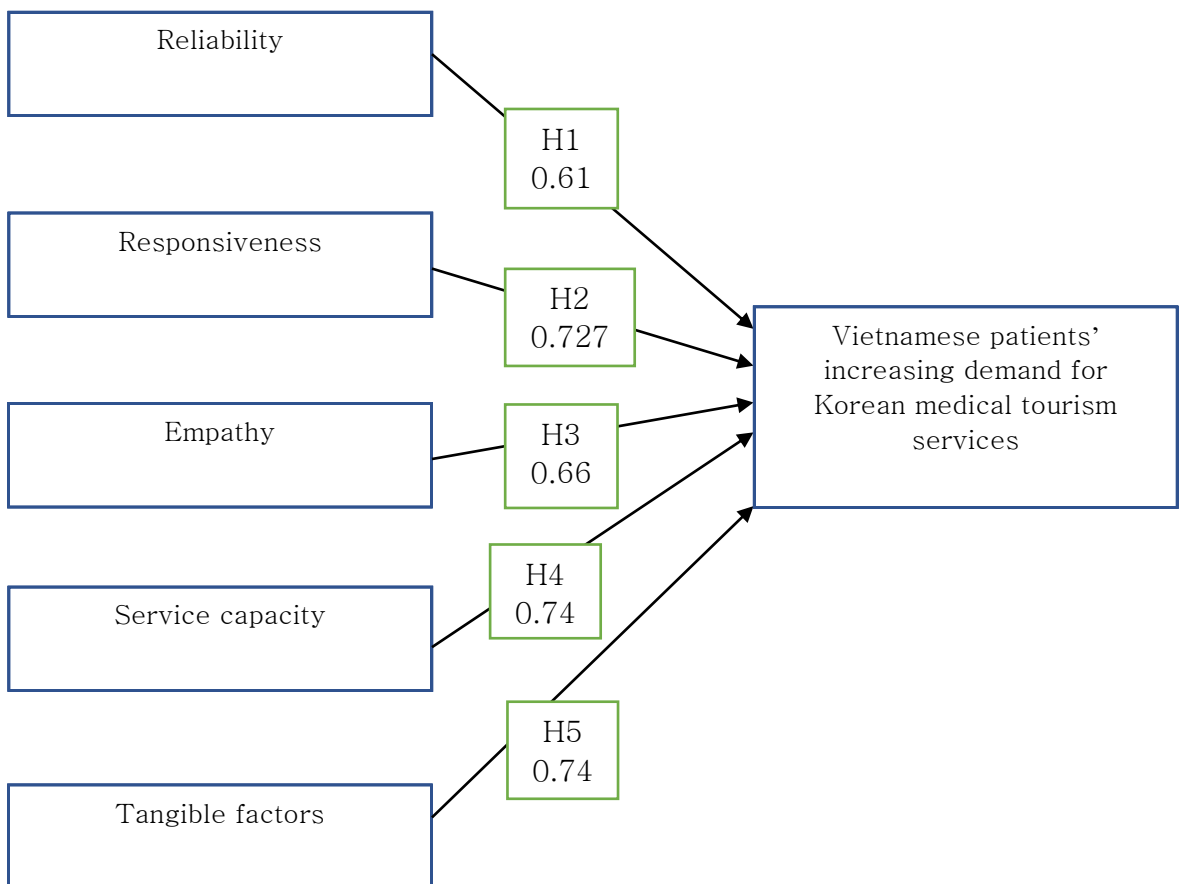 Reliability
H1
0.61
Responsiveness
H2
0.727
Vietnamese patients’
increasing demand for
Korean medical tourism
services
Empathy
H3
0.66
Service capacity
H4
0.74
Tangible factors
H5
0.74